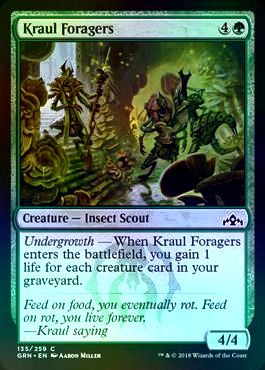 Kraul Foragers 4
Creature — Insect Scout
Undergrowth — When Kraul Foragers
enters the battlefield, you gain 1
life for each creature card in your
graveyard.
Feed on food, you eventually rot. Feed
on rot, you live forever.
—Kraul saying
4/4
135/259 C
GRN • EN AARON MILLER
™ & © 2018 Wizards of the Coast